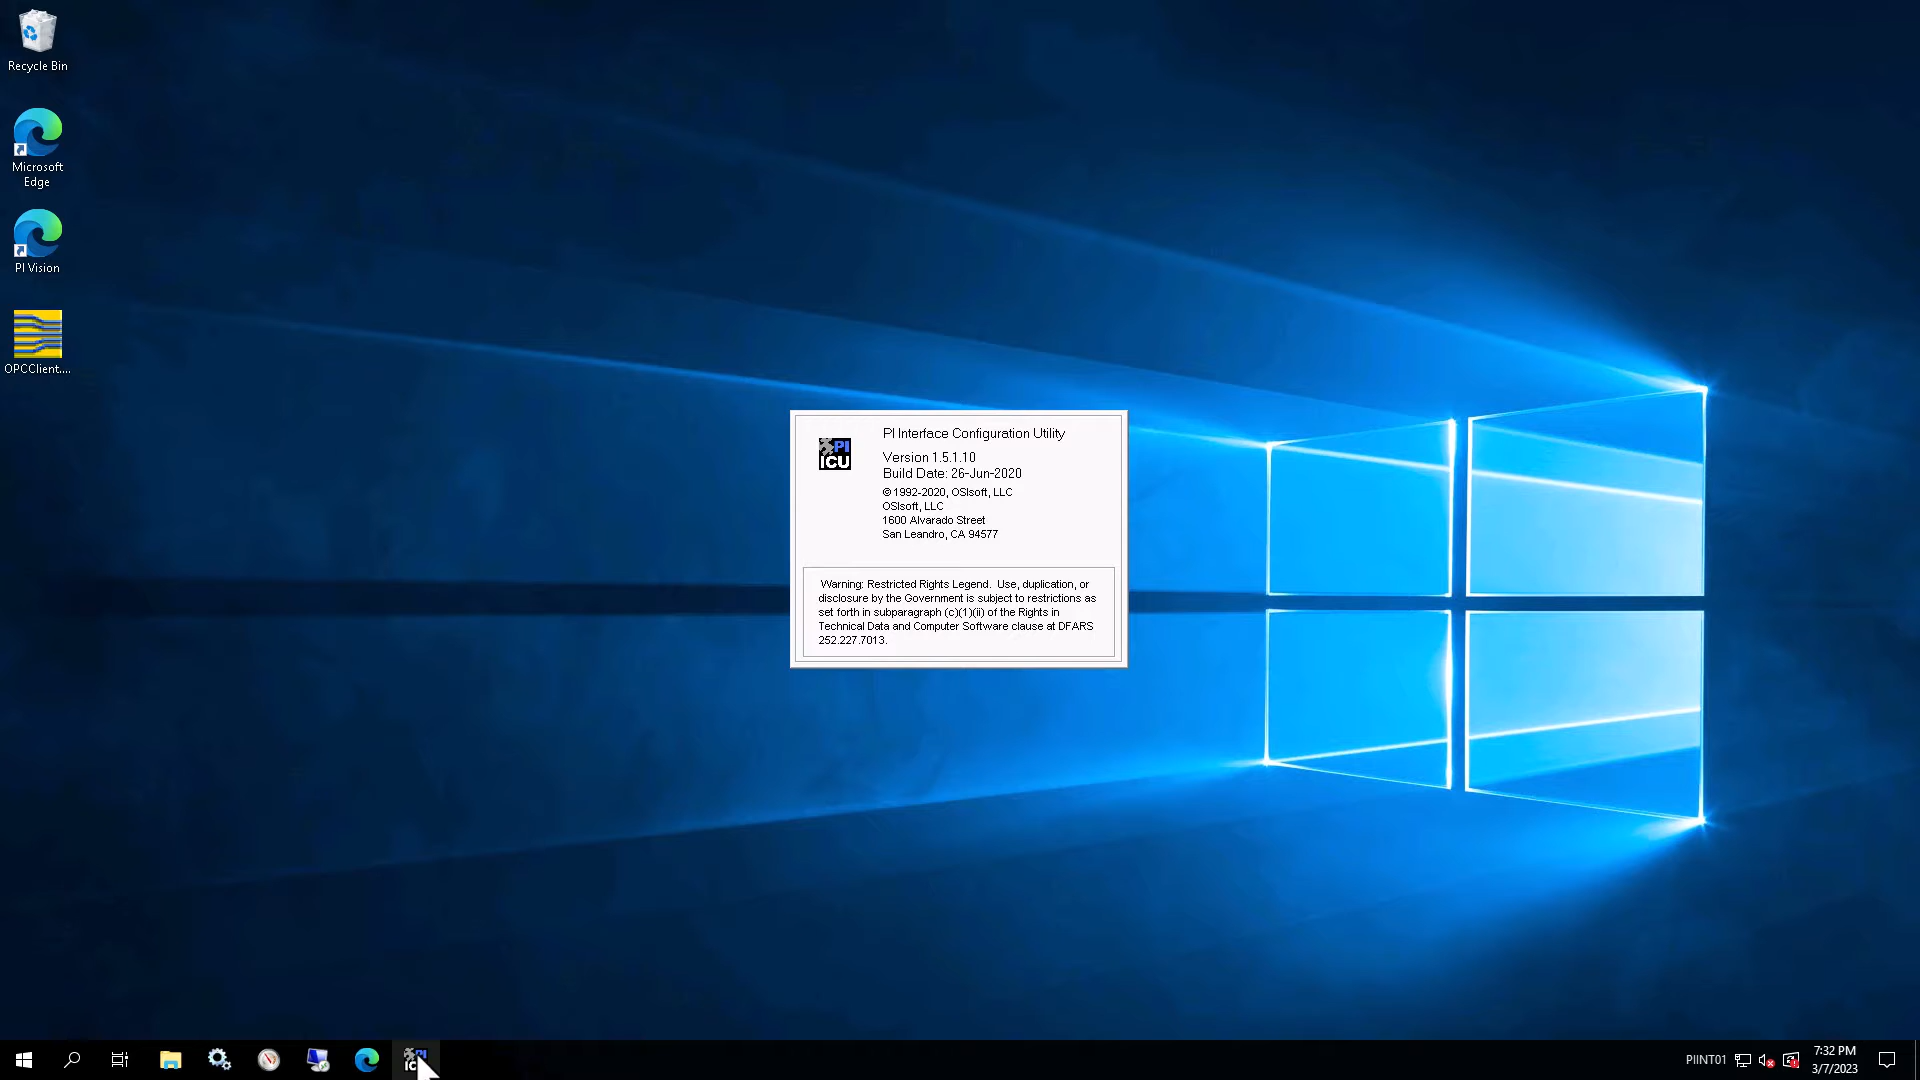 Recycle Bin
Microsoft
Edge
PI Vision
OPCClient....
PI
ICU
PI Interface Configuration Utility
Version 1.5.1.10
Build Date: 26-Jun-2020
© 1992-2020, OSIsoft, LLC
OSIsoft, LLC
1600 Alvarado Street
San Leandro, CA 94577
Warning: Restricted Rights Legend. Use, duplication, or
disclosure by the Government is subject to restrictions as
set forth in subparagraph (c)(1)(ii) of the Rights in
Technical Data and Computer Software clause at DFARS
252.227.7013.
PIINT01
7:32 PM
3/7/2023